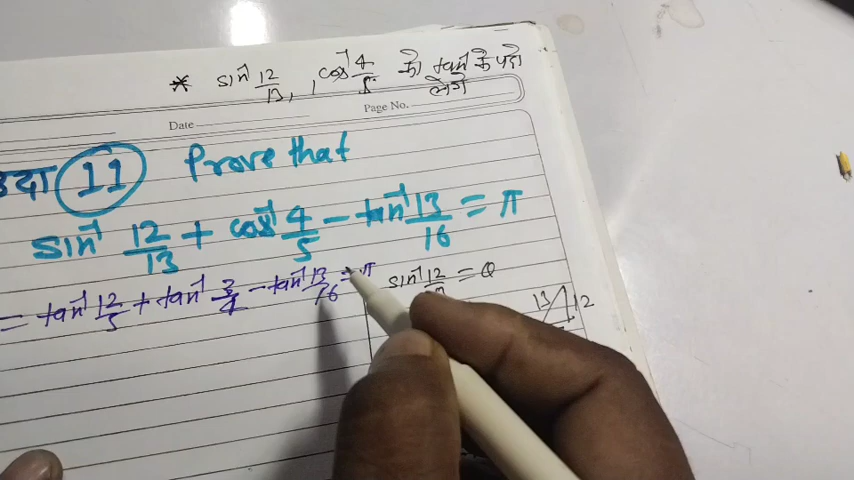 * sin⁻¹ 12/13, cos⁻¹ 4/5 को tan⁻¹ के पदो
लेंगे
Date
Page No.
उदा 11 Prove that
sin⁻¹ 12/13 + cos⁻¹ 4/5 - tan⁻¹ 13/16 = π
= tan⁻¹ 12/5 + tan⁻¹ 3/4 - tan⁻¹ 13/16 = π
sin⁻¹ 12 = θ
13 12